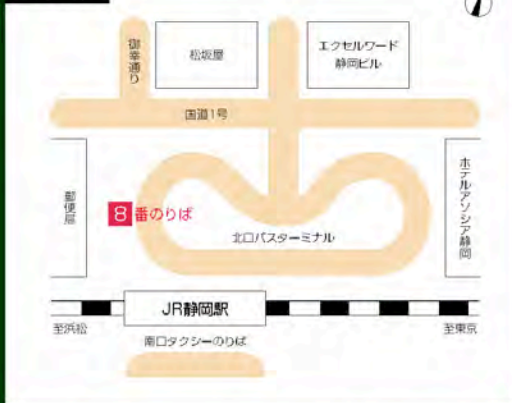 御幸通り
松坂屋
エクセルワード
静岡ビル
国道1号
郵便局
8番のりば
北口バスターミナル
ホテルアソシア静岡
JR静岡駅
至浜松
至東京
南口タクシーのりば